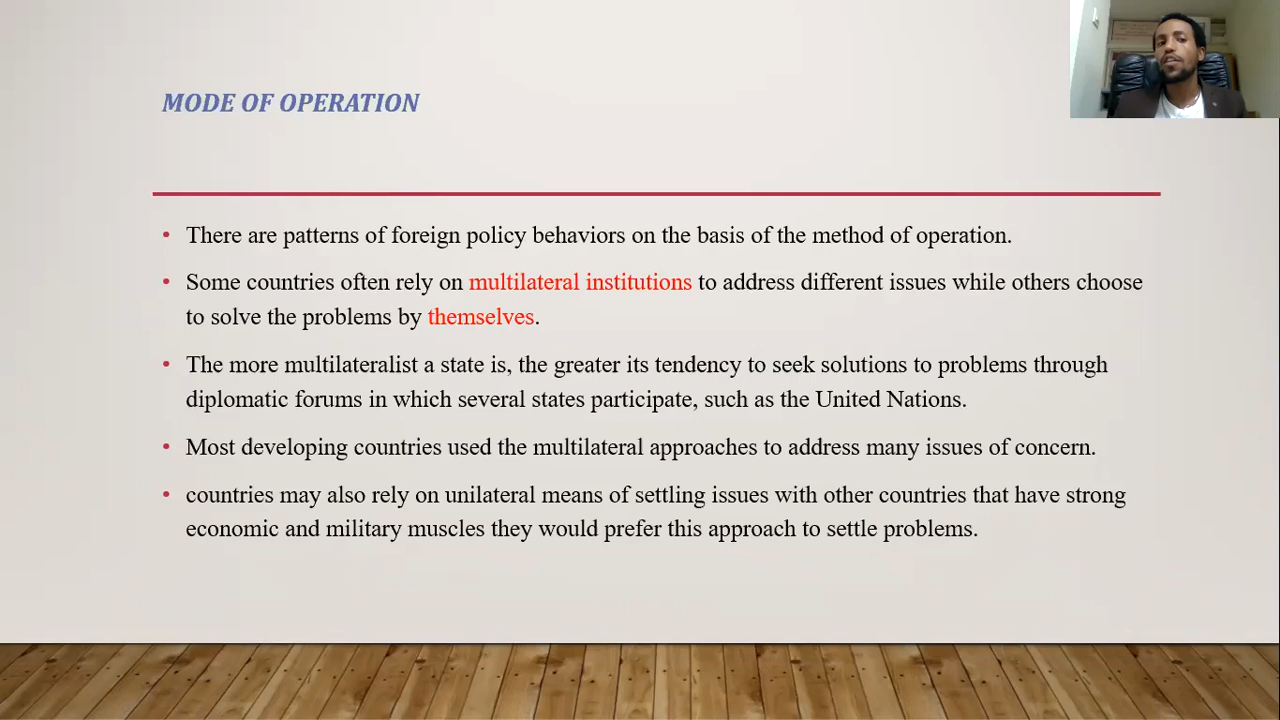 MODE OF OPERATION
• There are patterns of foreign policy behaviors on the basis of the method of operation.
• Some countries often rely on multilateral institutions to address different issues while others choose
to solve the problems by themselves.
• The more multilateralist a state is, the greater its tendency to seek solutions to problems through
diplomatic forums in which several states participate, such as the United Nations.
• Most developing countries used the multilateral approaches to address many issues of concern.
• countries may also rely on unilateral means of settling issues with other countries that have strong
economic and military muscles they would prefer this approach to settle problems.